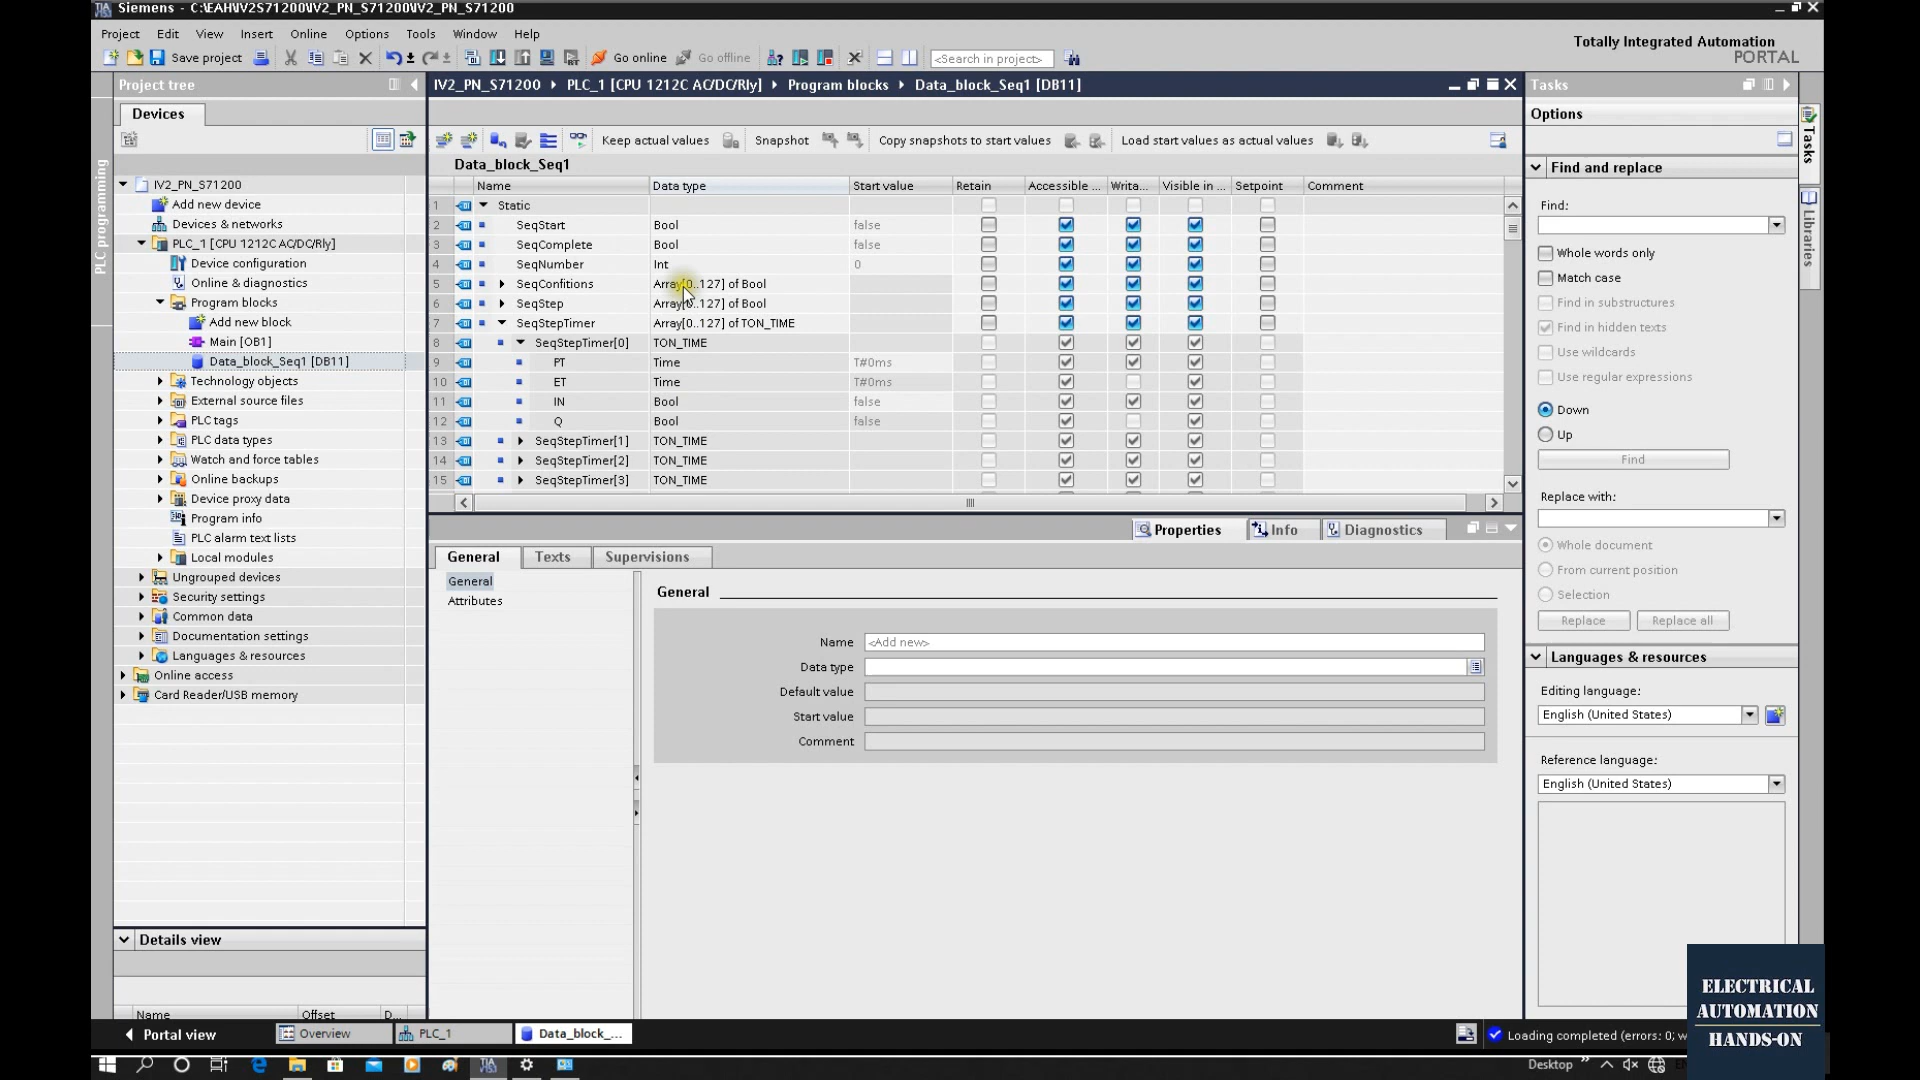 Siemens - C:\EAH\IV2S71200\IV2_PN_S71200\IV2_PN_S71200
Project Edit View Insert Online Options Tools Window Help
Totally Integrated Automation
PORTAL
Save project Go online Go offline <Search in project>
Project tree
IV2_PN_S71200 PLC_1 [CPU 1212C AC/DC/Rly] Program blocks Data_block_Seq1 [DB11]
Tasks
Devices
Options
Keep actual values Snapshot Copy snapshots to start values Load start values as actual values
Data_block_Seq1
Name Data type Start value Retain Accessible ... Writa... Visible in ... Setpoint Comment
1 Static
2 SeqStart Bool false
3 SeqComplete Bool false
4 SeqNumber Int 0
5 SeqConfitions Array[0..127] of Bool
6 SeqStep Array[0..127] of Bool
7 SeqStepTimer Array[0..127] of TON_TIME
8 SeqStepTimer[0] TON_TIME
9 PT Time T#0ms
10 ET Time T#0ms
11 IN Bool false
12 Q Bool false
13 SeqStepTimer[1] TON_TIME
14 SeqStepTimer[2] TON_TIME
15 SeqStepTimer[3] TON_TIME
PLC programming
IV2_PN_S71200
Add new device
Devices & networks
PLC_1 [CPU 1212C AC/DC/Rly]
Device configuration
Online & diagnostics
Program blocks
Add new block
Main [OB1]
Data_block_Seq1 [DB11]
Technology objects
External source files
PLC tags
PLC data types
Watch and force tables
Online backups
Device proxy data
Program info
PLC alarm text lists
Local modules
Ungrouped devices
Security settings
Common data
Documentation settings
Languages & resources
Online access
Card Reader/USB memory
Details view
Name Offset D...
Properties Info Diagnostics
General Texts Supervisions
General
Attributes
General
Name <Add new>
Data type
Default value
Start value
Comment
Find and replace
Find:
Whole words only
Match case
Find in substructures
Find in hidden texts
Use wildcards
Use regular expressions
Down
Up
Find
Replace with:
Whole document
From current position
Selection
Replace Replace all
Languages & resources
Editing language:
English (United States)
Reference language:
English (United States)
Tasks
Libraries
ELECTRICAL
AUTOMATION
HANDS-ON
Portal view Overview PLC_1 Data_block_... Loading completed (errors: 0; w
Desktop